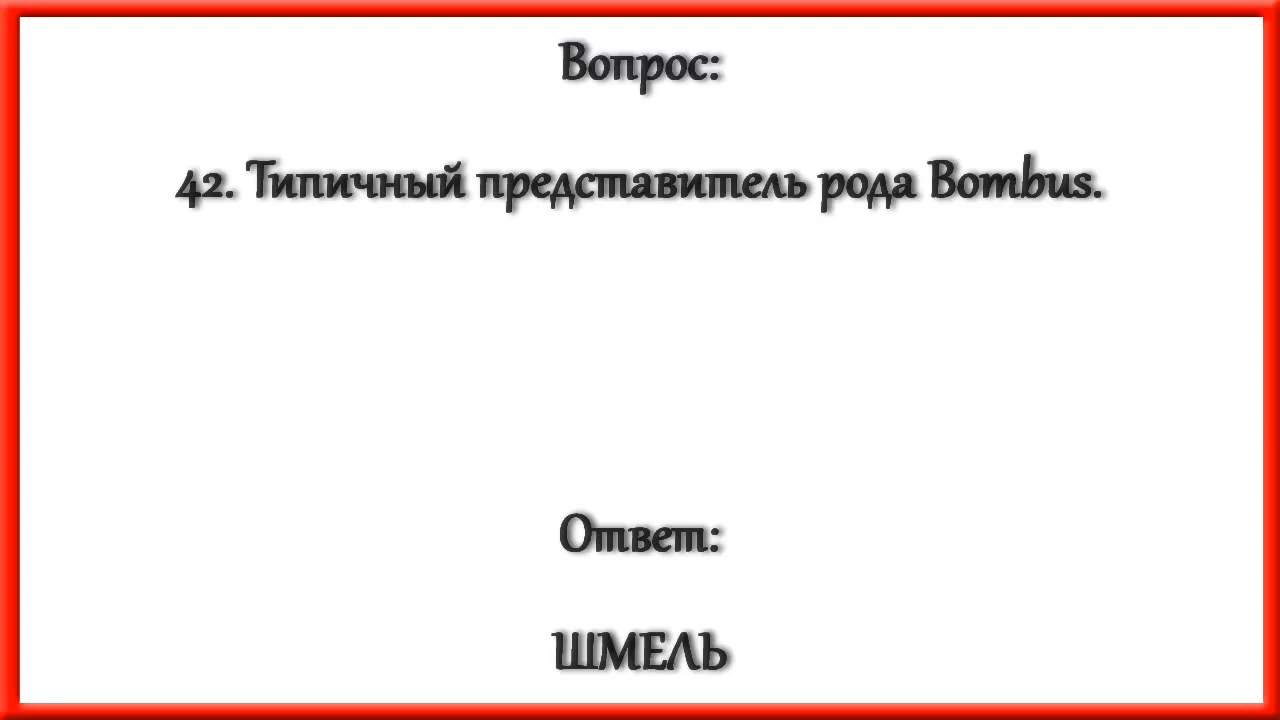 Вопрос:
42. Типичный представитель рода Bombus.
Ответ:
ШМЕЛЬ